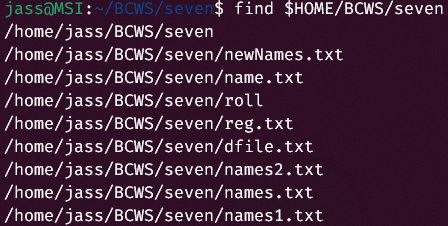 jass@MSI:~/BCWS/seven$ find $HOME/BCWS/seven
/home/jass/BCWS/seven
/home/jass/BCWS/seven/newNames.txt
/home/jass/BCWS/seven/name.txt
/home/jass/BCWS/seven/roll
/home/jass/BCWS/seven/reg.txt
/home/jass/BCWS/seven/dfile.txt
/home/jass/BCWS/seven/names2.txt
/home/jass/BCWS/seven/names.txt
/home/jass/BCWS/seven/names1.txt